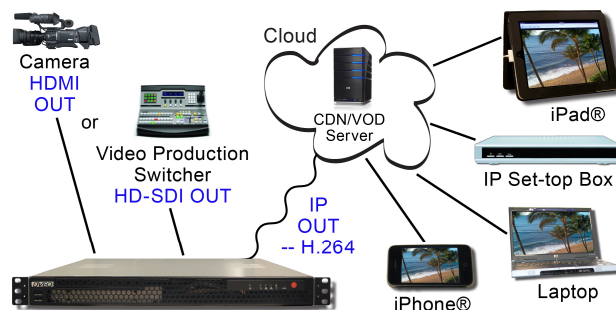 Camera
HDMI
OUT
or
Video Production
Switcher
HD-SDI OUT
Cloud
CDN/VOD
Server
IP
OUT
-- H.264
iPad®
IP Set-top Box
Laptop
iPhone®